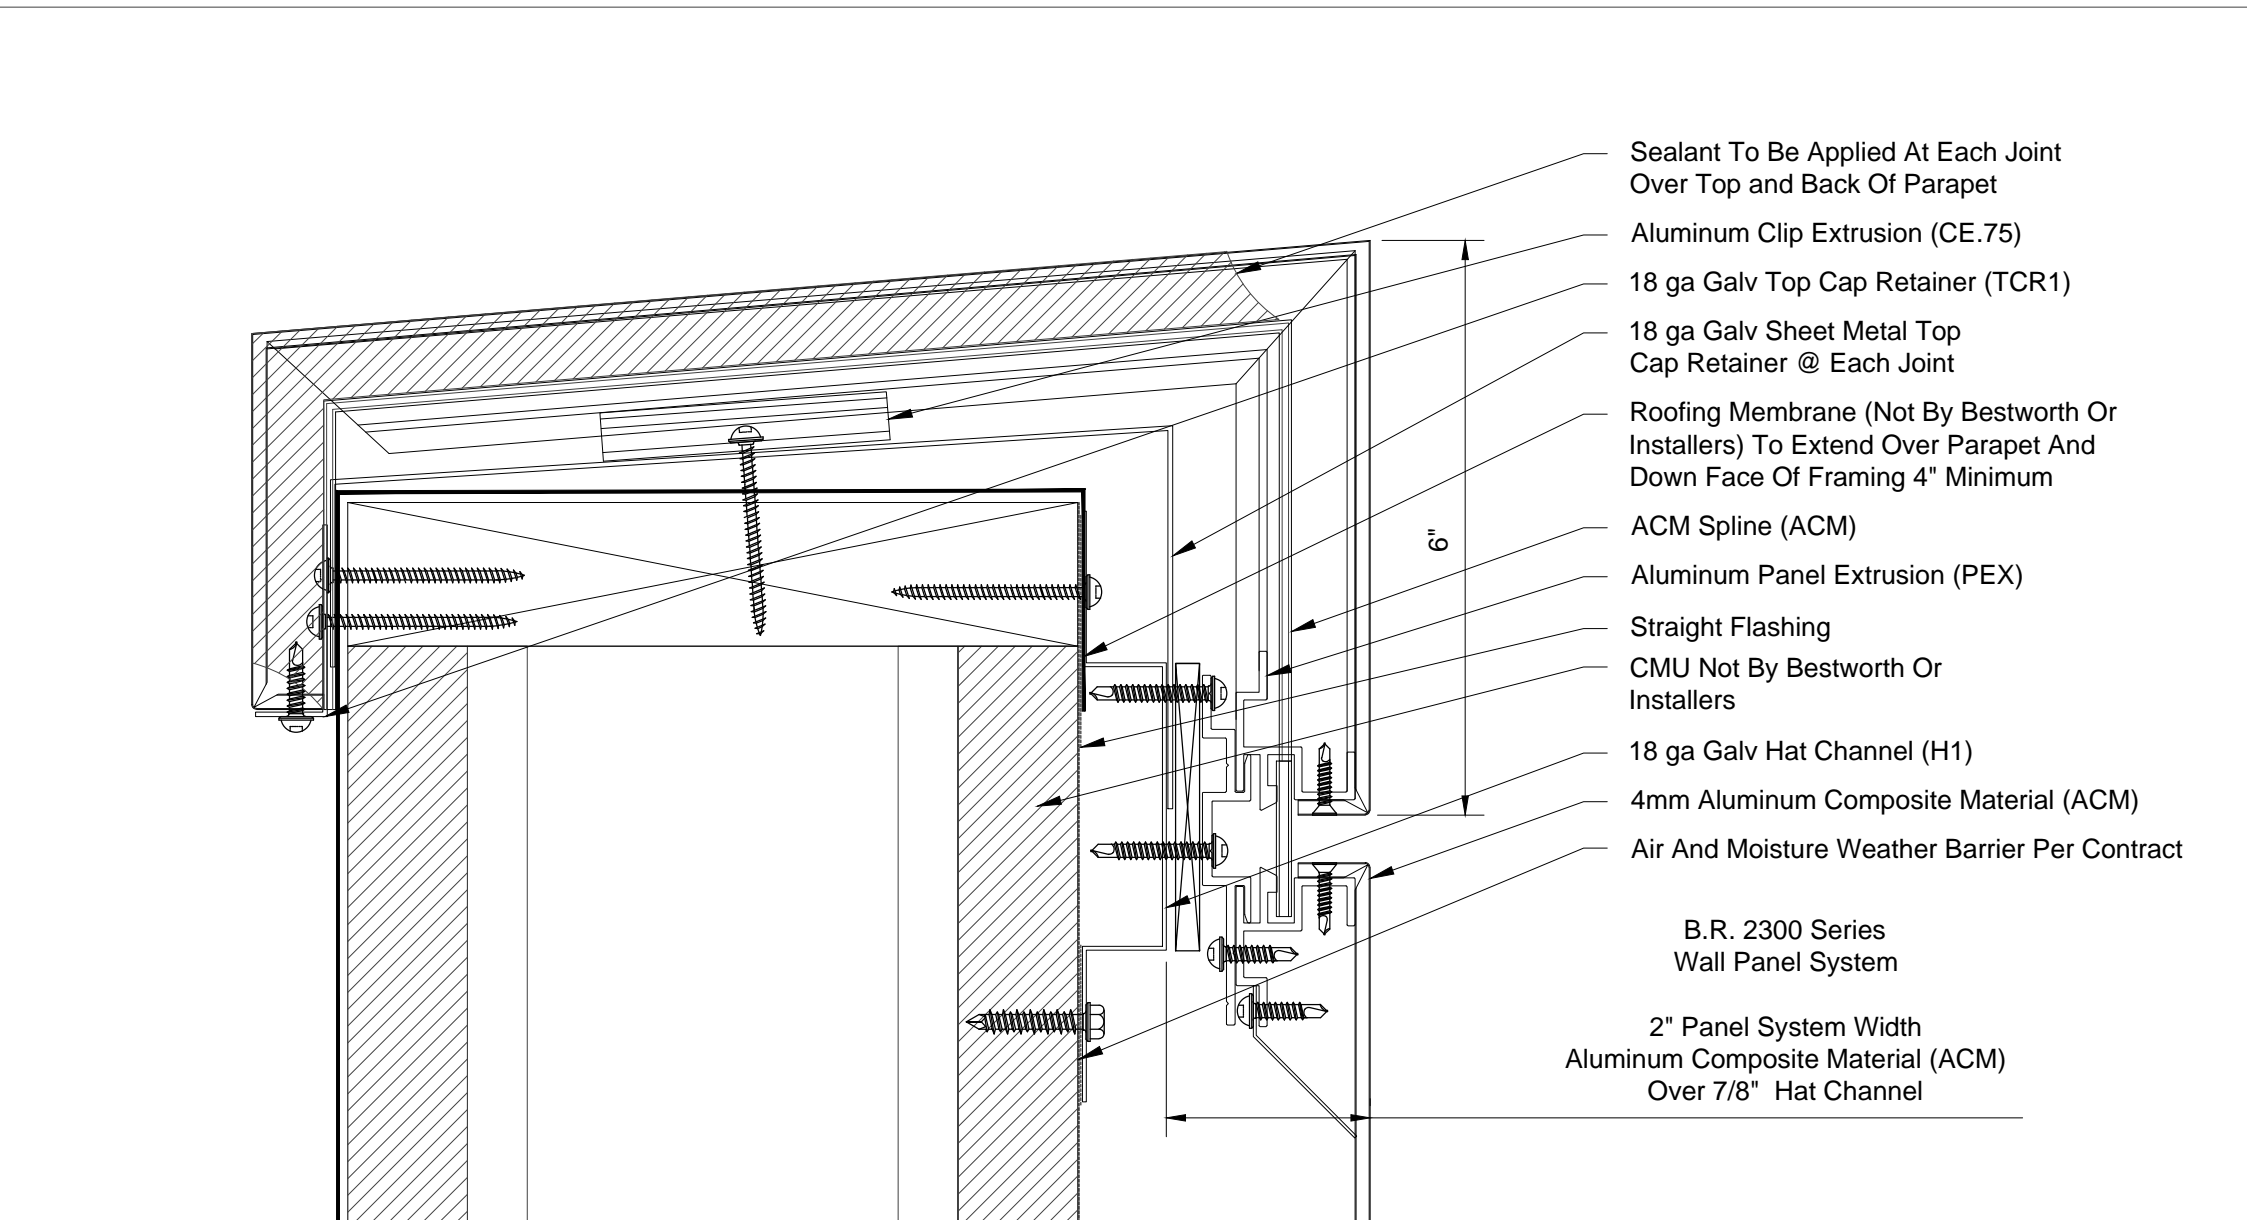 Sealant To Be Applied At Each Joint
Over Top and Back Of Parapet
Aluminum Clip Extrusion (CE.75)
18 ga Galv Top Cap Retainer (TCR1)
18 ga Galv Sheet Metal Top
Cap Retainer @ Each Joint
Roofing Membrane (Not By Bestworth Or
Installers) To Extend Over Parapet And
Down Face Of Framing 4" Minimum
ACM Spline (ACM)
6"
Aluminum Panel Extrusion (PEX)
Straight Flashing
CMU Not By Bestworth Or
Installers
18 ga Galv Hat Channel (H1)
4mm Aluminum Composite Material (ACM)
Air And Moisture Weather Barrier Per Contract
B.R. 2300 Series
Wall Panel System
2" Panel System Width
Aluminum Composite Material (ACM)
Over 7/8" Hat Channel